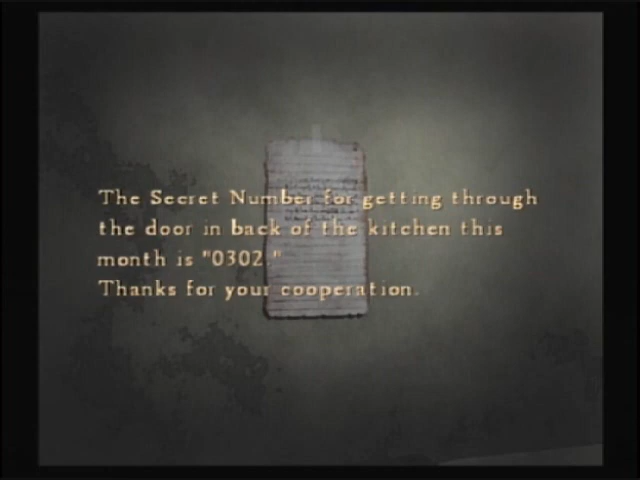 The Secret Number for getting through
the door in back of the kitchen this
month is "0302."
Thanks for your cooperation.